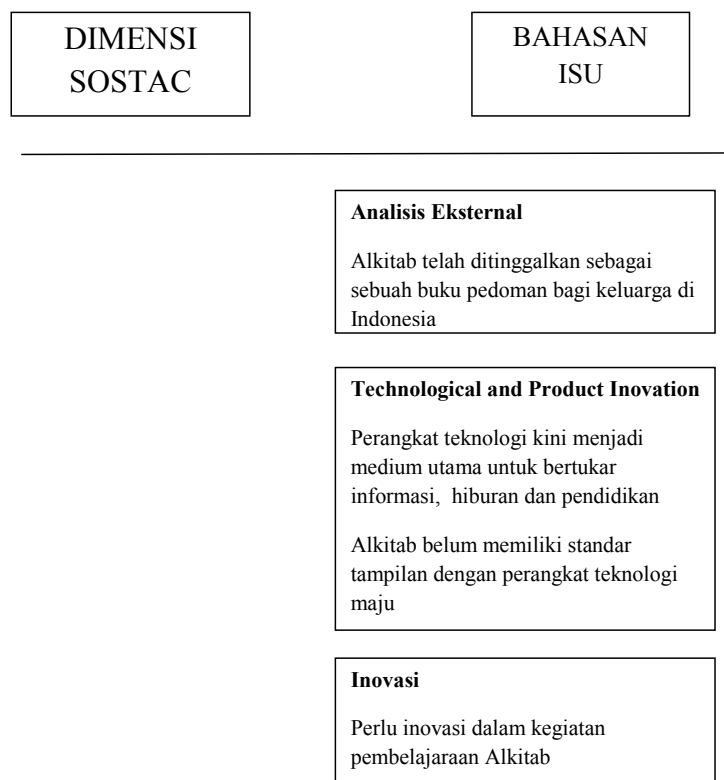 DIMENSI
SOSTAC
BAHASAN
ISU
Analisis Eksternal
Alkitab telah ditinggalkan sebagai
sebuah buku pedoman bagi keluarga di
Indonesia
Technological and Product Inovation
Perangkat teknologi kini menjadi
medium utama untuk bertukar
informasi, hiburan dan pendidikan
Alkitab belum memiliki standar
tampilan dengan perangkat teknologi
maju
Inovasi
Perlu inovasi dalam kegiatan
pembelajaraan Alkitab